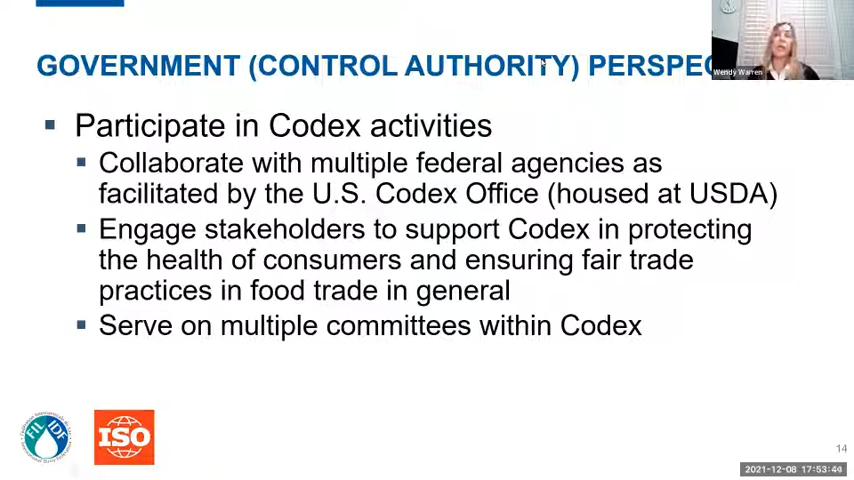 GOVERNMENT (CONTROL AUTHORITY) PERSPEC
Wendy Warren
▪ Participate in Codex activities
▪ Collaborate with multiple federal agencies as
facilitated by the U.S. Codex Office (housed at USDA)
▪ Engage stakeholders to support Codex in protecting
the health of consumers and ensuring fair trade
practices in food trade in general
▪ Serve on multiple committees within Codex
FIL
IDF
ISO
14
2021-12-08 17:53:44